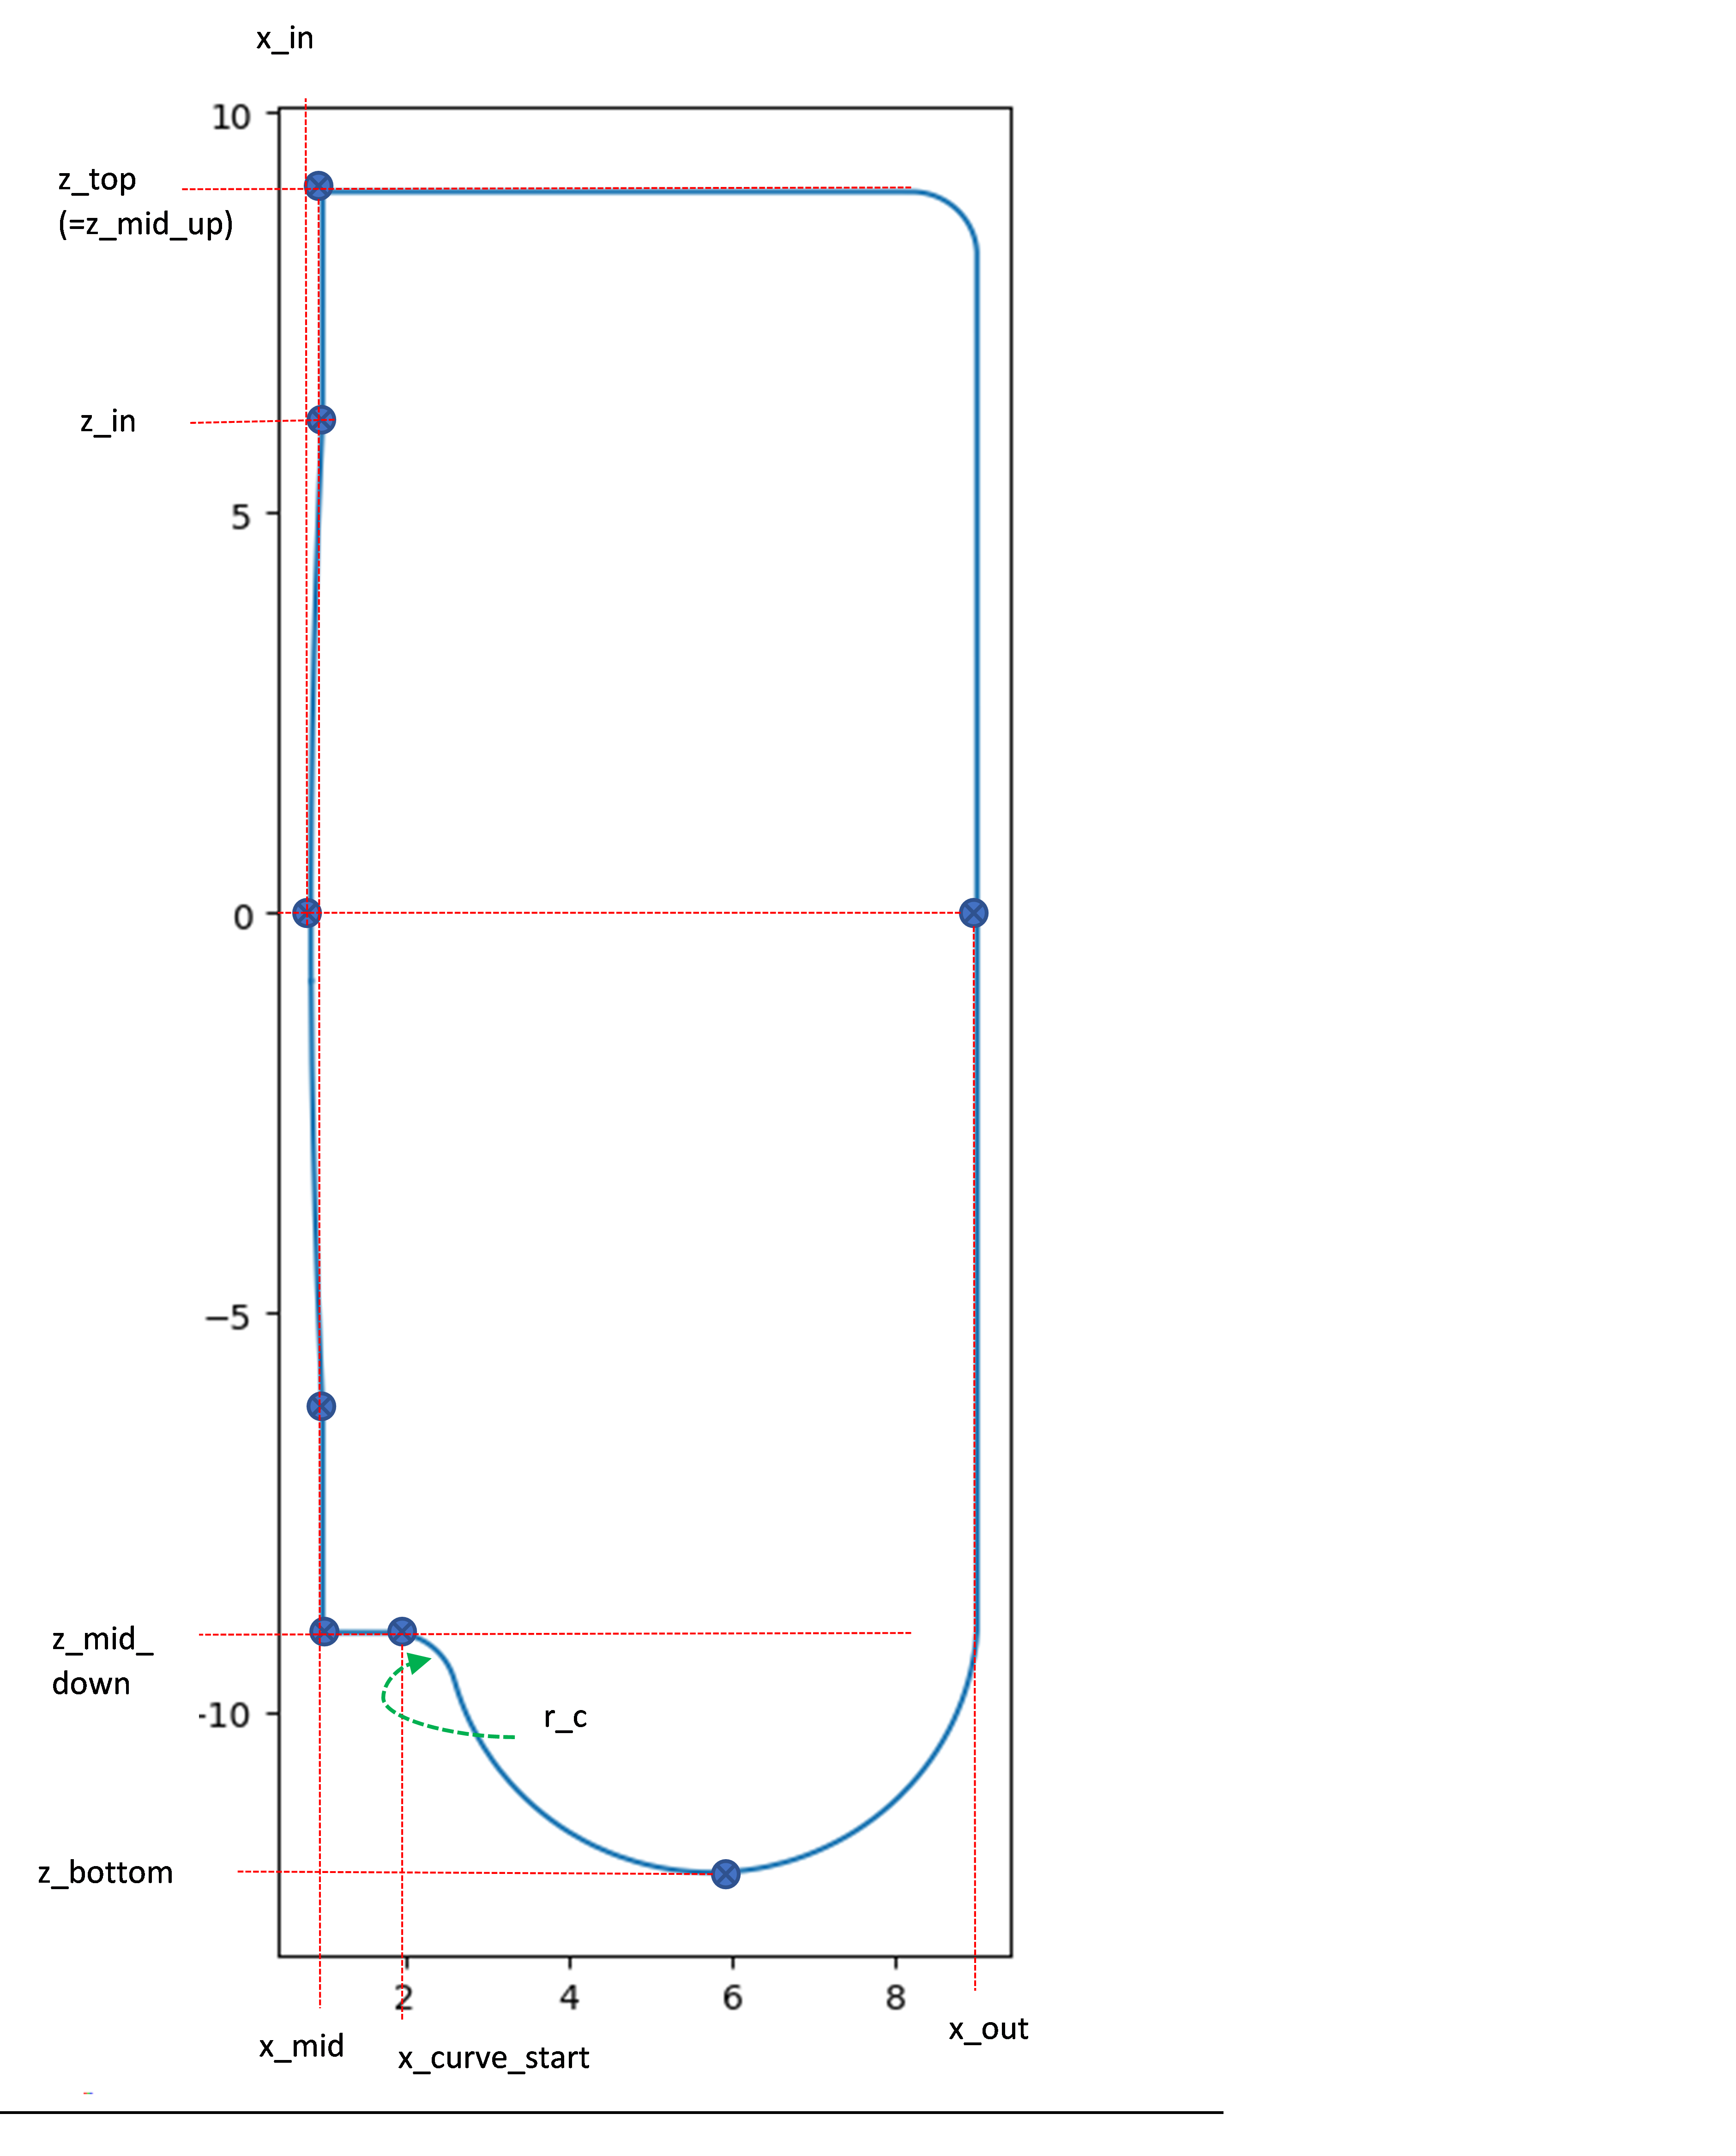 x_in
10
z_top
(=z_mid_up)
z_in
5
0
−5
z_mid_
down
-10
r_c
z_bottom
2
4
6
8
x_out
x_mid
x_curve_start